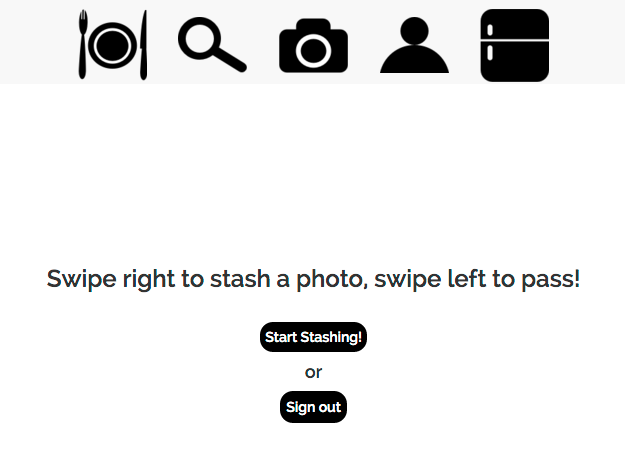 Swipe right to stash a photo, swipe left to pass!
Start Stashing!
or
Sign out